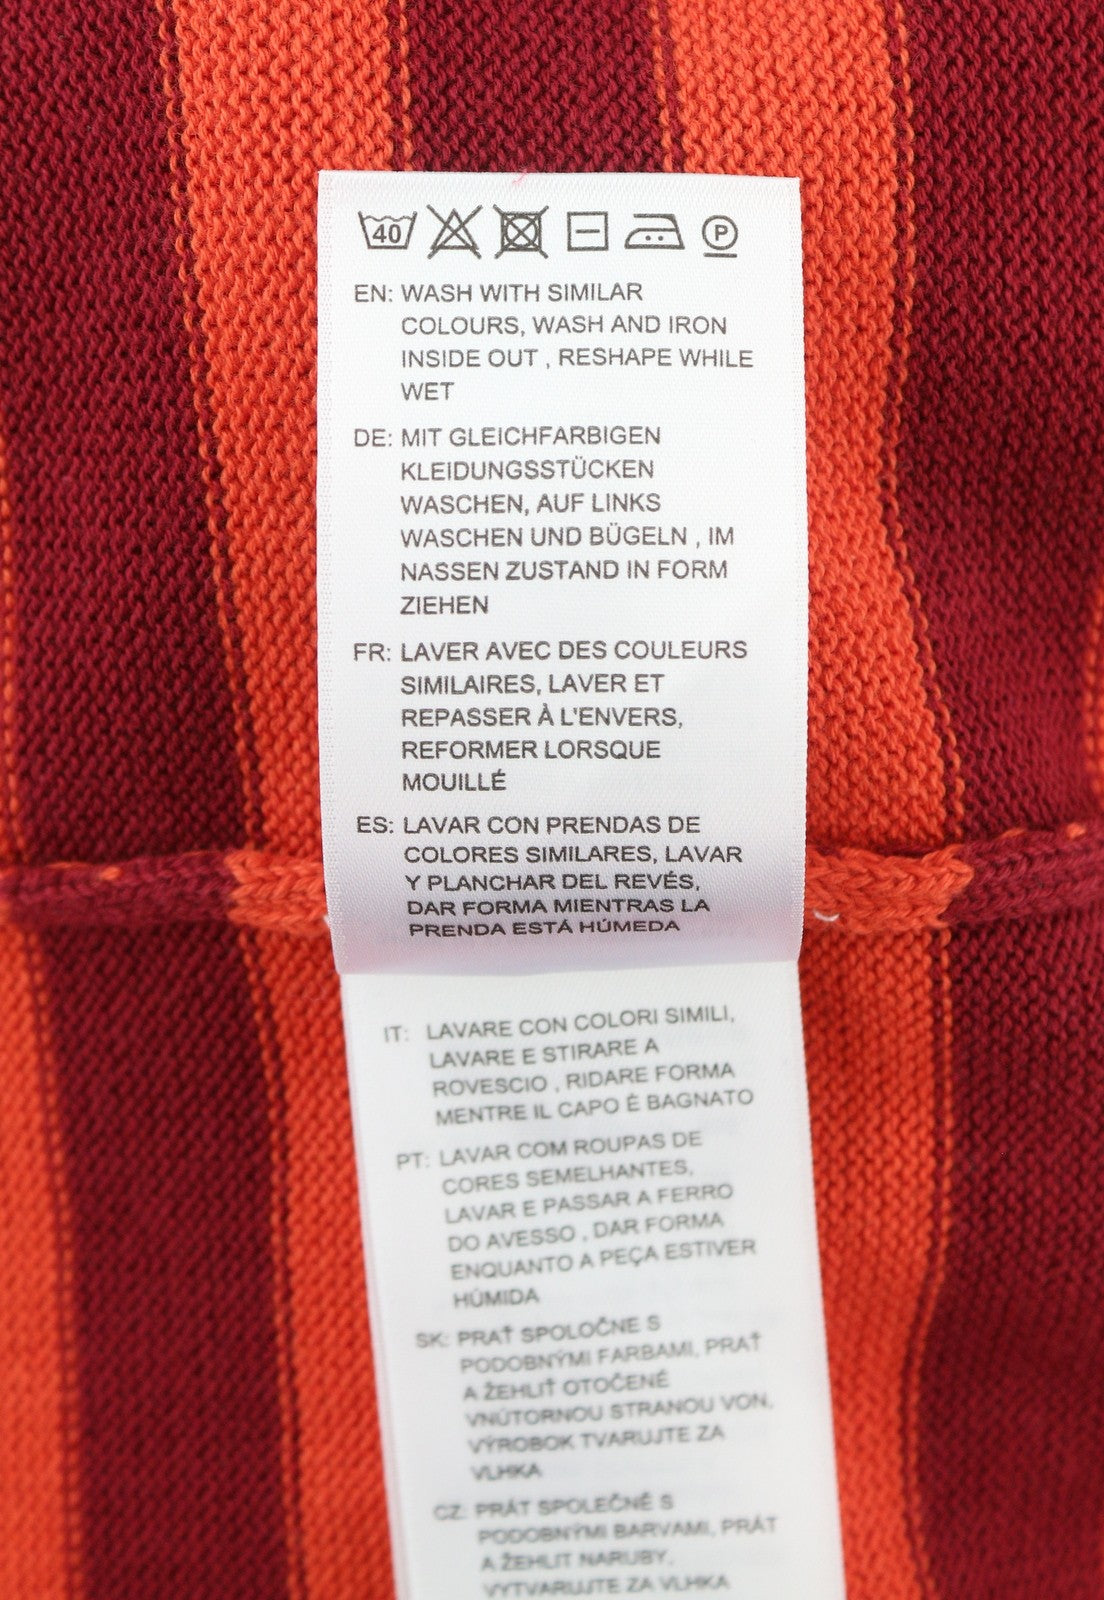 40 P
EN: WASH WITH SIMILAR
COLOURS, WASH AND IRON
INSIDE OUT , RESHAPE WHILE
WET
DE: MIT GLEICHFARBIGEN
KLEIDUNGSSTÜCKEN
WASCHEN, AUF LINKS
WASCHEN UND BÜGELN , IM
NASSEN ZUSTAND IN FORM
ZIEHEN
FR: LAVER AVEC DES COULEURS
SIMILAIRES, LAVER ET
REPASSER À L'ENVERS,
REFORMER LORSQUE
MOUILLÉ
ES: LAVAR CON PRENDAS DE
COLORES SIMILARES, LAVAR
Y PLANCHAR DEL REVÉS,
DAR FORMA MIENTRAS LA
PRENDA ESTÁ HÚMEDA
IT: LAVARE CON COLORI SIMILI,
LAVARE E STIRARE A
ROVESCIO , RIDARE FORMA
MENTRE IL CAPO É BAGNATO
PT: LAVAR COM ROUPAS DE
CORES SEMELHANTES,
LAVAR E PASSAR A FERRO
DO AVESSO , DAR FORMA
ENQUANTO A PEÇA ESTIVER
HÚMIDA
SK: PRAŤ SPOLOČNE S
PODOBNÝMI FARBAMI, PRAŤ
A ŽEHLIŤ OTOČENÉ
VNÚTORNOU STRANOU VON,
VÝROBOK TVARUJTE ZA
VLHKA
CZ: PRÁT SPOLEČNĚ S
PODOBNÝMI BARVAMI, PRÁT
A ŽEHLIT NARUBY,
VYTVARUJTE ZA VLHKA